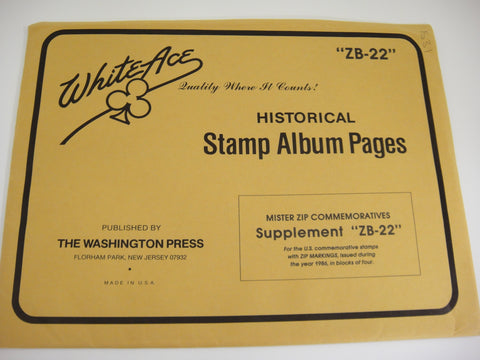 "ZB-22"
White Ace
Quality Where It Counts!
HISTORICAL
Stamp Album Pages
MISTER ZIP COMMEMORATIVES
Supplement "ZB-22"
For the U.S. commemorative stamps
with ZIP MARKINGS, issued during
the year 1986, in blocks of four.
PUBLISHED BY
THE WASHINGTON PRESS
FLORHAM PARK, NEW JERSEY 07932
MADE IN U.S.A.